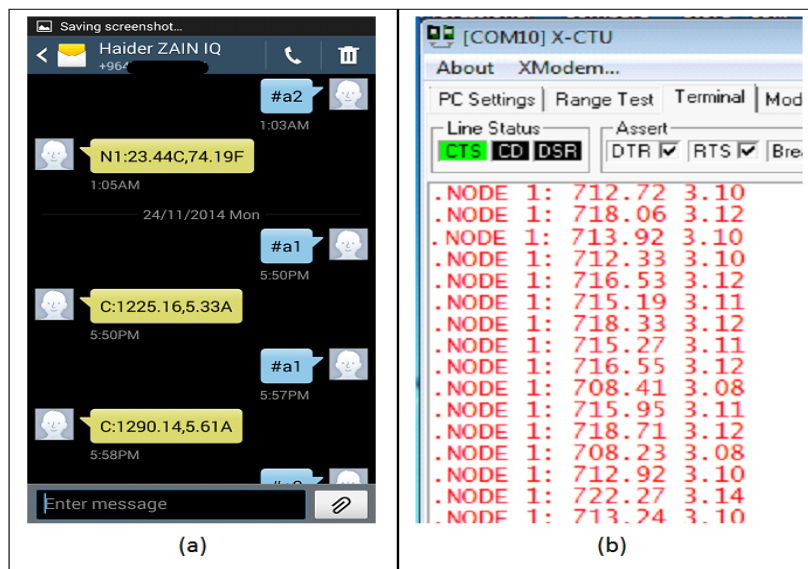 Saving screenshot...
Haider ZAIN IQ
+964
#a2
1:03AM
N1:23.44C,74.19F
1:05AM
24/11/2014 Mon
#a1
5:50PM
C:1225.16,5.33A
5:50PM
#a1
5:57PM
C:1290.14,5.61A
5:58PM
Enter message
(a)
[COM10] X-CTU
About XModem...
PC Settings Range Test Terminal Mod
Line Status Assert
CTS CD DSR DTR RTS Brea
.NODE 1: 712.72 3.10
.NODE 1: 718.06 3.12
.NODE 1: 713.92 3.10
.NODE 1: 712.33 3.10
.NODE 1: 716.53 3.12
.NODE 1: 715.19 3.11
.NODE 1: 718.33 3.12
.NODE 1: 715.27 3.11
.NODE 1: 716.55 3.12
.NODE 1: 708.41 3.08
.NODE 1: 715.95 3.11
.NODE 1: 718.71 3.12
.NODE 1: 708.23 3.08
.NODE 1: 712.92 3.10
.NODE 1: 722.27 3.14
.NODE 1: 713.24 3.10
(b)